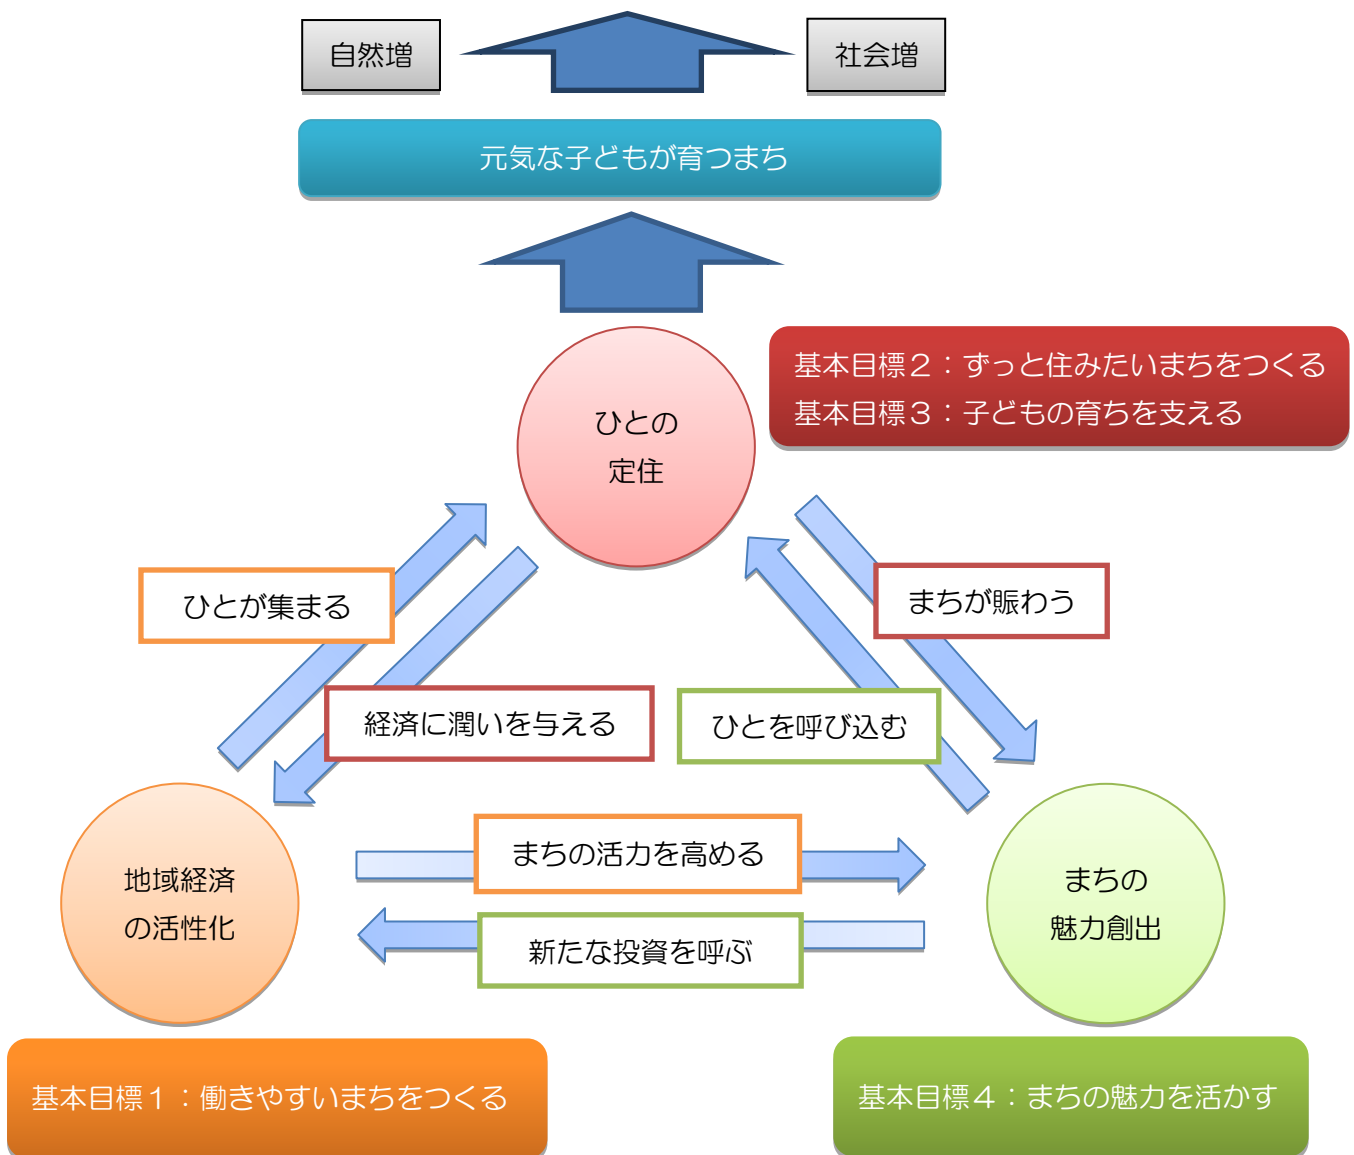 自然増
社会増
元気な子どもが育つまち
基本目標２：ずっと住みたいまちをつくる
基本目標３：子どもの育ちを支える
ひとの
定住
ひとが集まる
まちが賑わう
経済に潤いを与える
ひとを呼び込む
まちの活力を高める
地域経済
の活性化
まちの
魅力創出
新たな投資を呼ぶ
基本目標１：働きやすいまちをつくる
基本目標４：まちの魅力を活かす